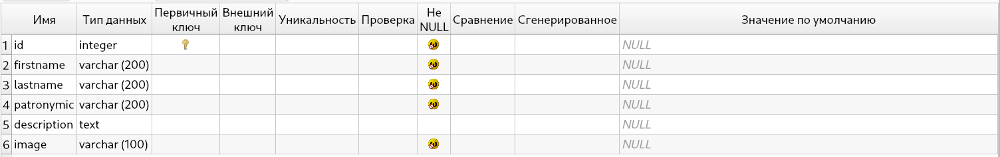 Имя Тип данных Первичный ключ Внешний ключ Уникальность Проверка Не NULL Сравнение Сгенерированное Значение по умолчанию
1 id integer NULL
2 firstname varchar (200) NULL
3 lastname varchar (200) NULL
4 patronymic varchar (200) NULL
5 description text NULL
6 image varchar (100) NULL